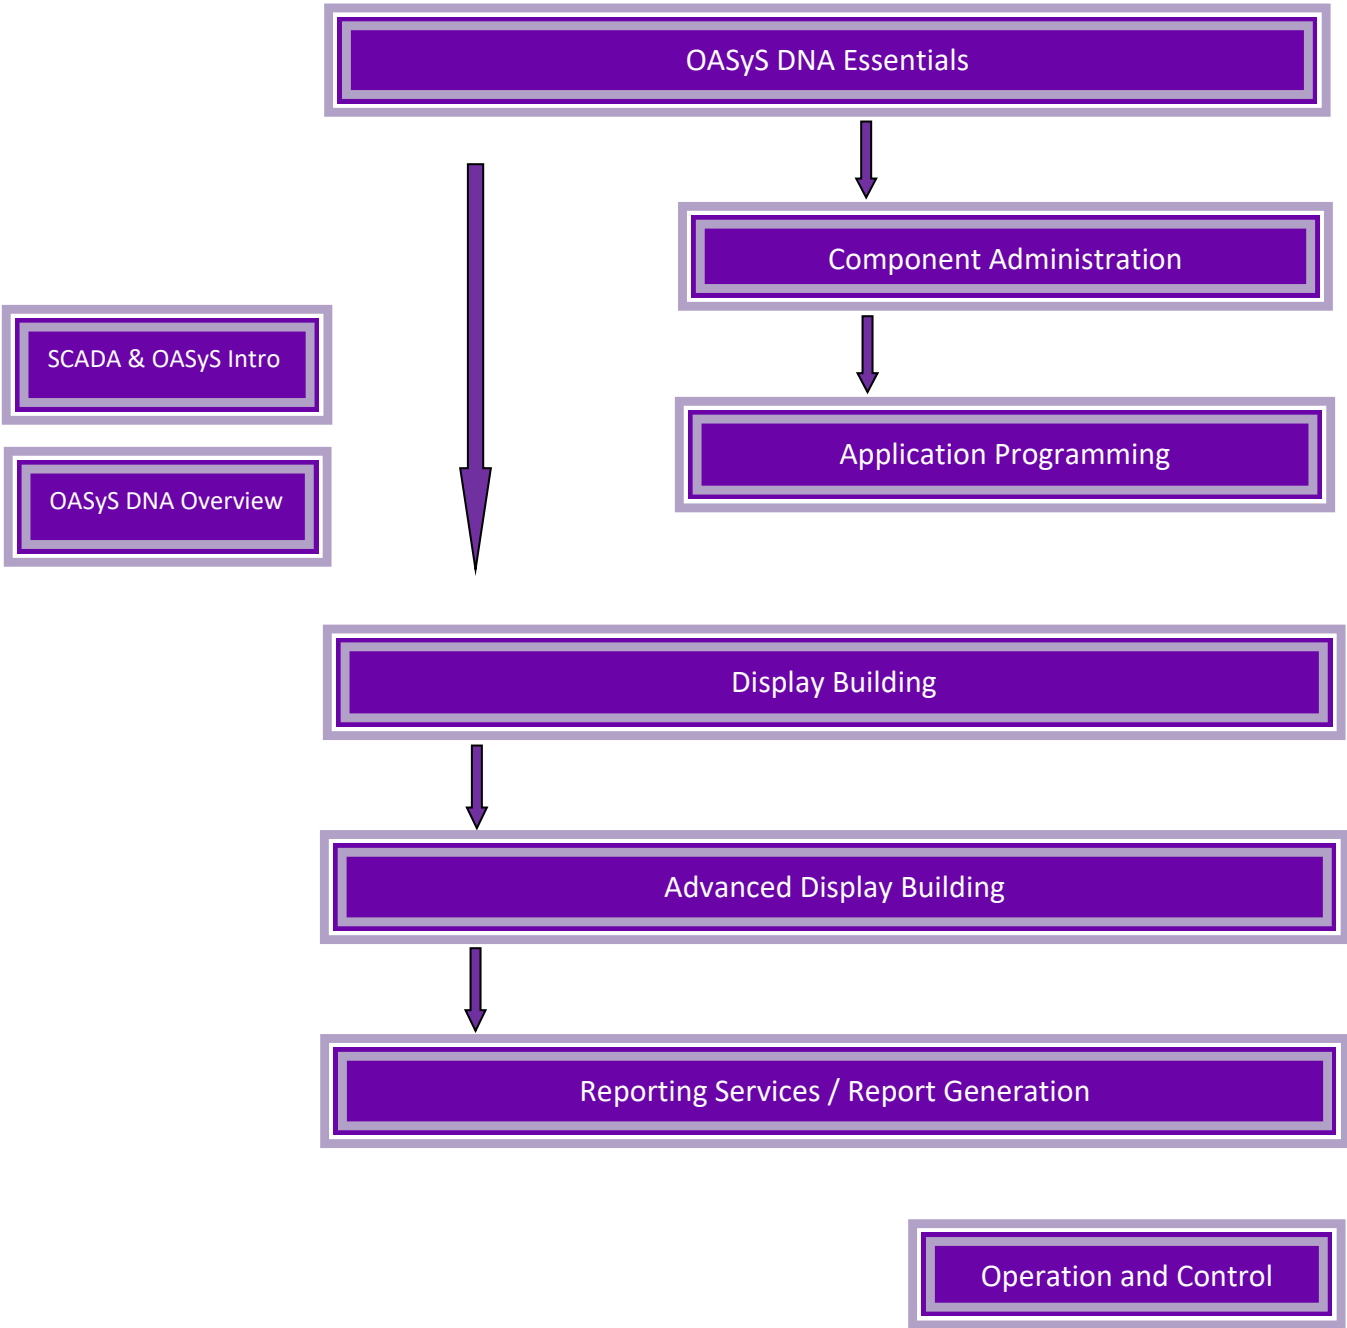 OASyS DNA Essentials
Component Administration
SCADA & OASyS Intro
Application Programming
OASyS DNA Overview
Display Building
Advanced Display Building
Reporting Services / Report Generation
Operation and Control